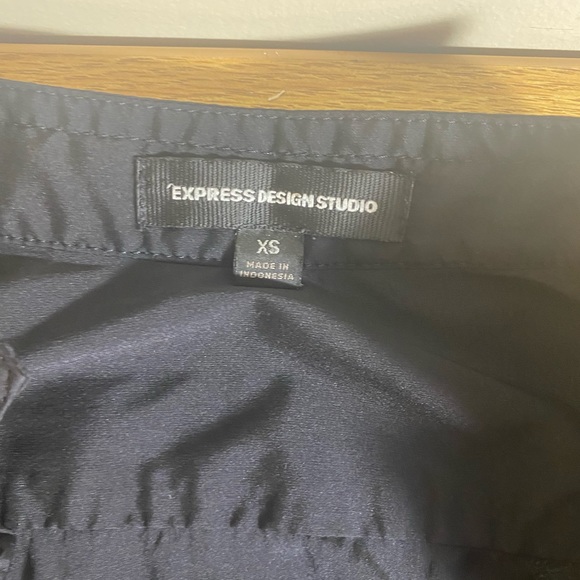 EXPRESS DESIGN STUDIO
XS
MADE IN
INDONESIA